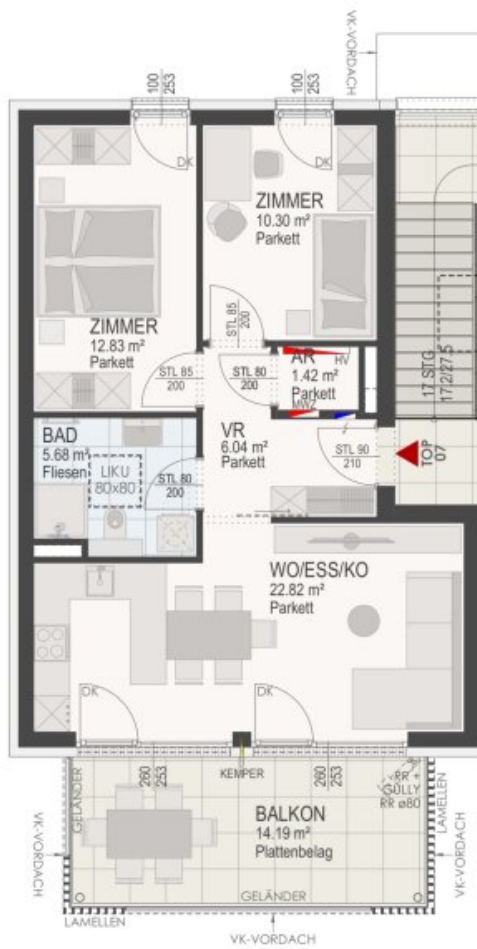 VK-VORDACH
100
253
100
253
DK
DK
ZIMMER
10.30 m²
Parkett
ZIMMER
12.83 m²
Parkett
STL 85
200
STL 85
200
STL 80
200
AR
1.42 m²
Parkett
HV
MWZ
17 STG
17.2/27.5
BAD
5.68 m²
Fliesen
LIKU
80x80
STL 80
200
VR
6.04 m²
Parkett
STL 90
210
TOP
07
WO/ESS/KO
22.82 m²
Parkett
DK
DK
260
253
KEMPER
260
253
RR +
GULLY
RR ø80
GELÄNDER
LAMELLEN
BALKON
14.19 m²
Plattenbelag
VK-VORDACH
VK-VORDACH
GELÄNDER
LAMELLEN
VK-VORDACH